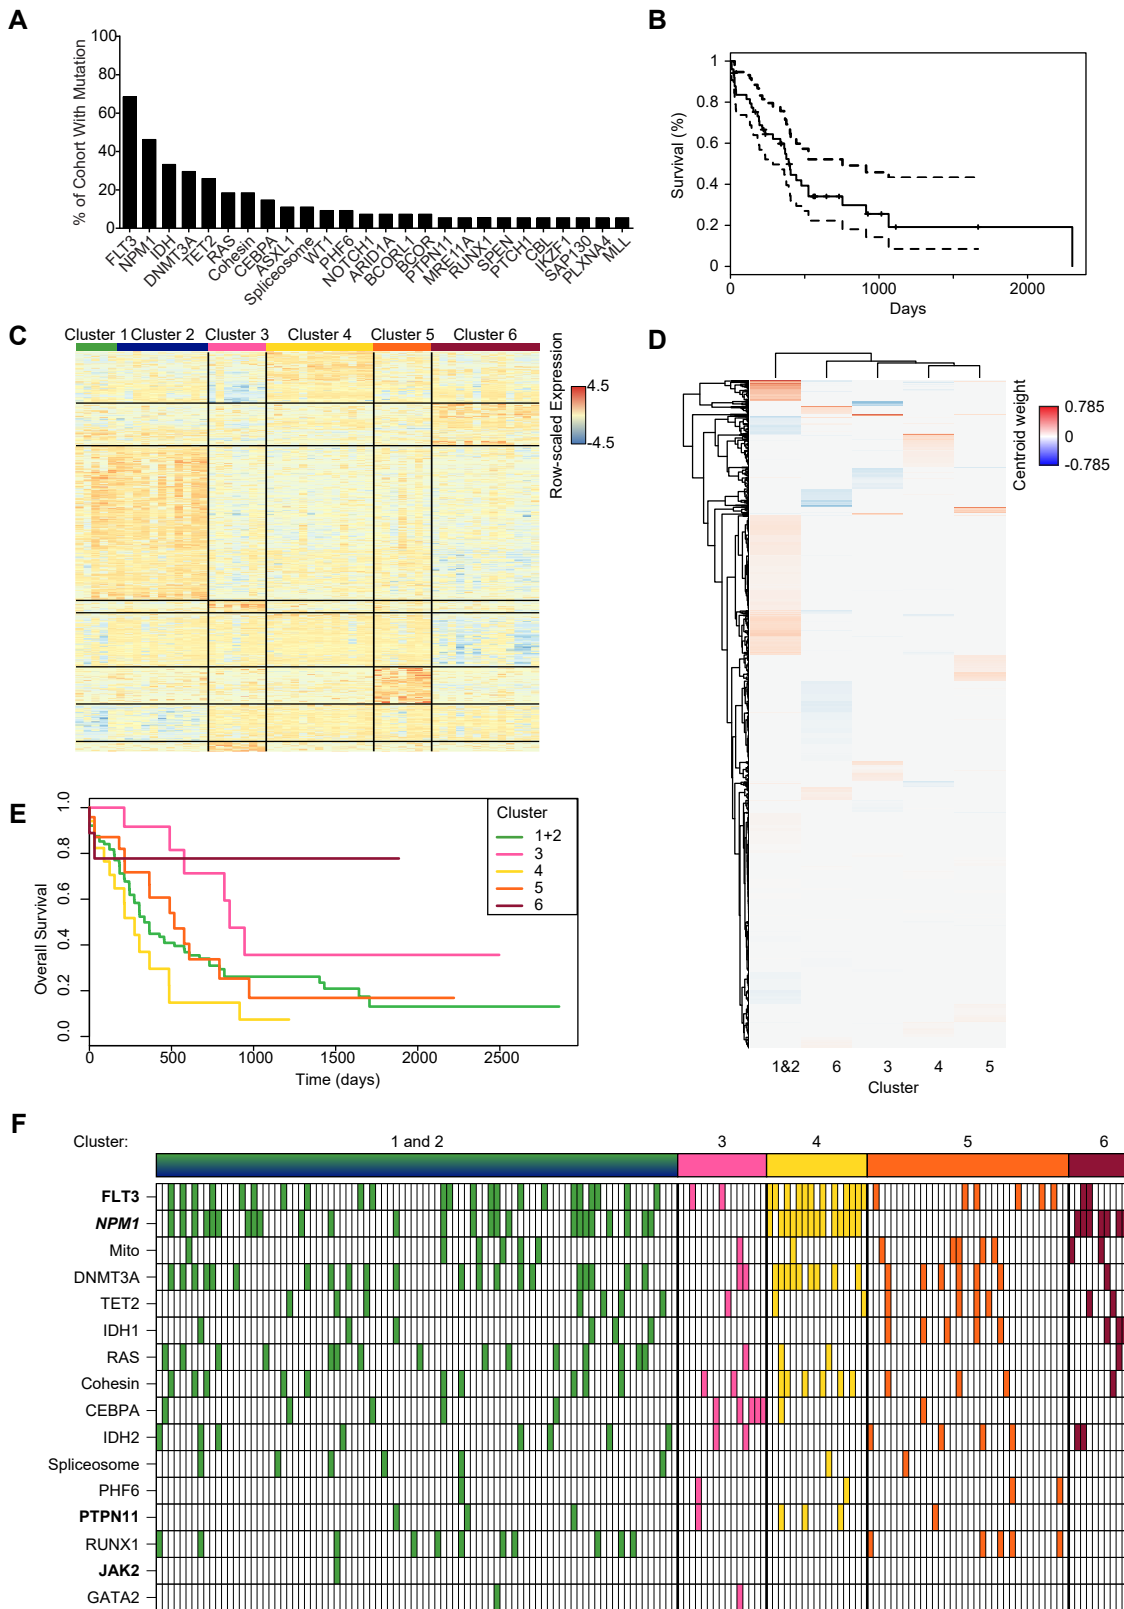 A
% of Cohort With Mutation
100
80
60
40
20
0
FLT3
NPM1
IDH
DNMT3A
TET2
RAS
Cohesin
CEBPA
ASXL1
Spliceosome
WT1
PHF6
NOTCH1
ARID1A
BCORL1
BCOR
PTPN11
MRE11A
RUNX1
SPEN
PTCH1
CBL
IKZF1
SAP130
PLXNA4
MLL
B
Survival (%)
1
0.8
0.6
0.4
0.2
0
0
1000
2000
Days
C
Cluster 1
Cluster 2
Cluster 3
Cluster 4
Cluster 5
Cluster 6
Row-scaled Expression
4.5
-4.5
D
Centroid weight
0.785
0
-0.785
1&2
6
3
4
5
Cluster
E
Overall Survival
1.0
0.8
0.6
0.4
0.2
0.0
0
500
1000
1500
2000
2500
Time (days)
Cluster
1+2
3
4
5
6
F
Cluster:
1 and 2
3
4
5
6
FLT3
NPM1
Mito
DNMT3A
TET2
IDH1
RAS
Cohesin
CEBPA
IDH2
Spliceosome
PHF6
PTPN11
RUNX1
JAK2
GATA2